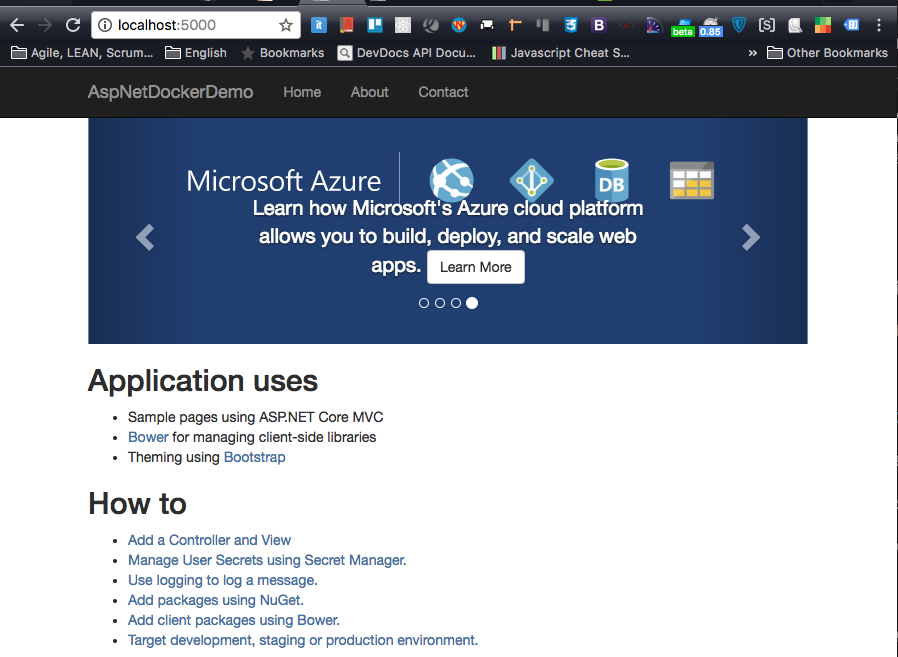 localhost:5000
it
beta
0.85
B
[S]
Agile, LEAN, Scrum...
English
Bookmarks
DevDocs API Docu...
Javascript Cheat S...
»
Other Bookmarks
AspNetDockerDemo
Home
About
Contact
Microsoft Azure
DB
Learn how Microsoft's Azure cloud platform
allows you to build, deploy, and scale web
apps. Learn More
Application uses
Sample pages using ASP.NET Core MVC
Bower for managing client-side libraries
Theming using Bootstrap
How to
Add a Controller and View
Manage User Secrets using Secret Manager.
Use logging to log a message.
Add packages using NuGet.
Add client packages using Bower.
Target development, staging or production environment.